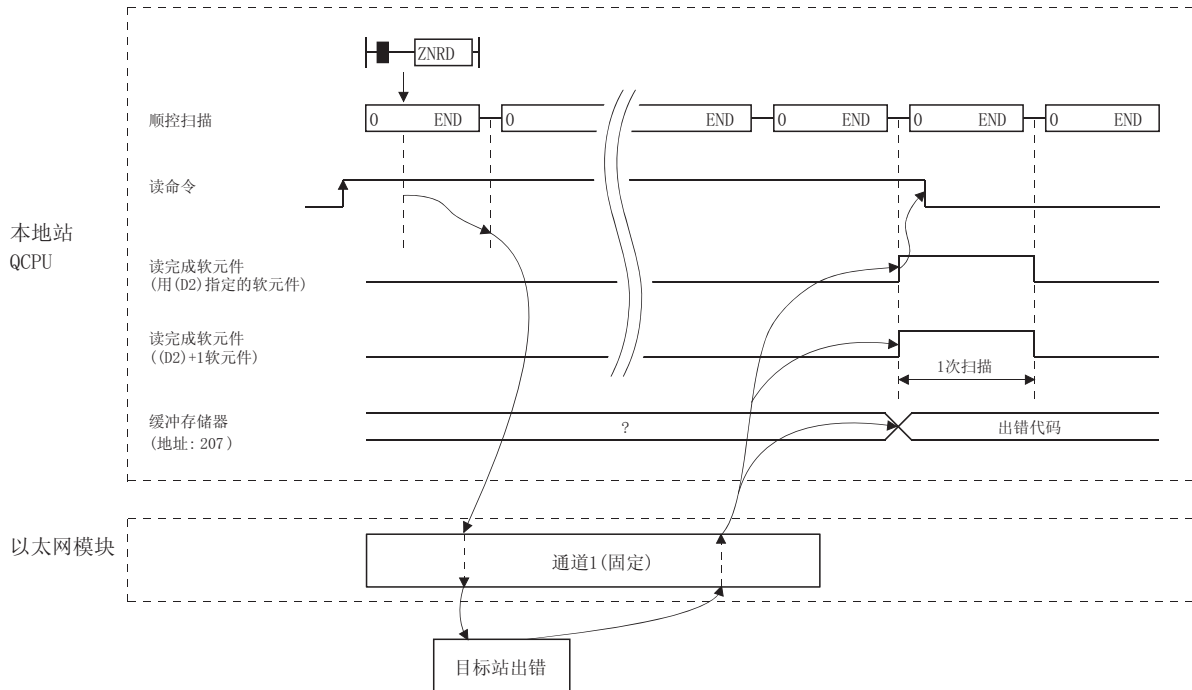 ZNRD
顺控扫描
0 END 0 END 0 END 0 END 0 END
读命令
本地站
QCPU
读完成软元件
(用(D2)指定的软元件)
读完成软元件
((D2)+1软元件)
1次扫描
缓冲存储器
(地址: 207)
?
出错代码
以太网模块
通道1(固定)
目标站出错